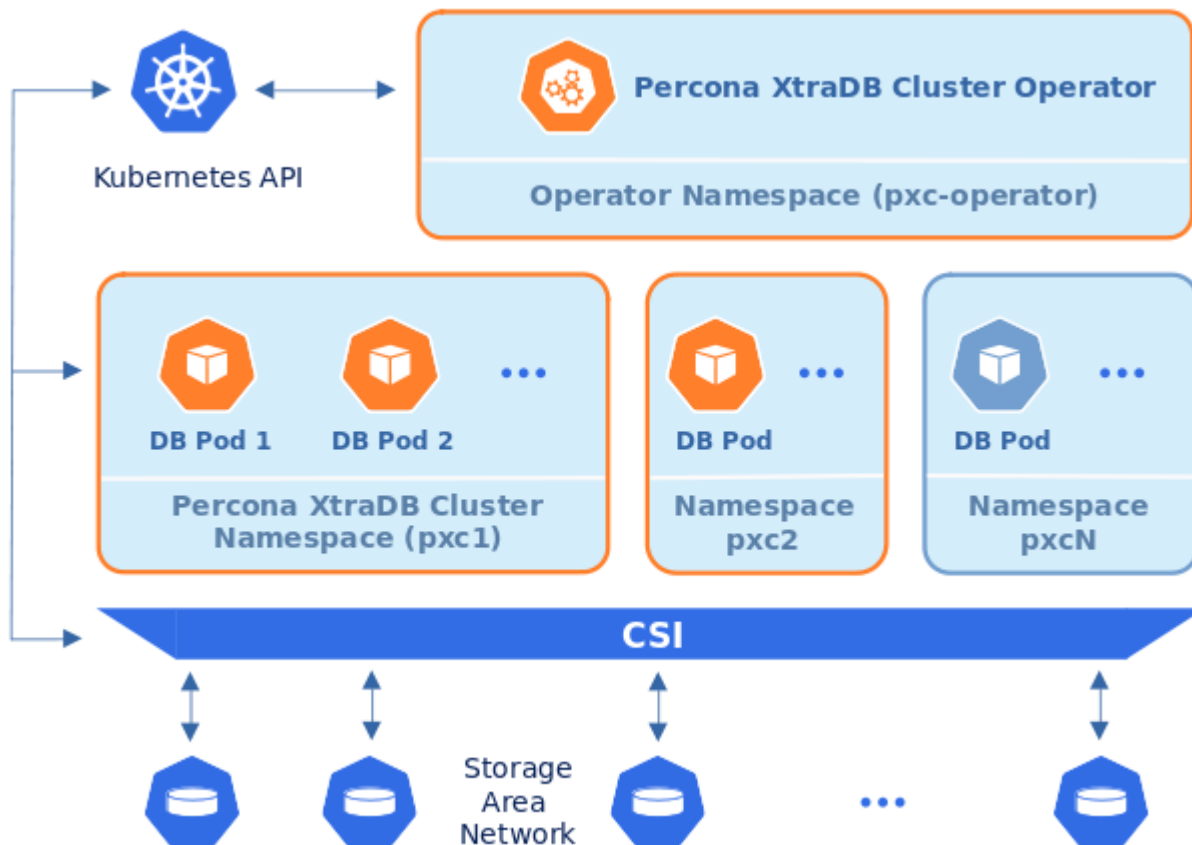 Percona XtraDB Cluster Operator
Kubernetes API
Operator Namespace (pxc-operator)
DB Pod 1
DB Pod 2
DB Pod
DB Pod
Percona XtraDB Cluster
Namespace (pxc1)
Namespace
pxc2
Namespace
pxcN
CSI
Storage
Area
Network